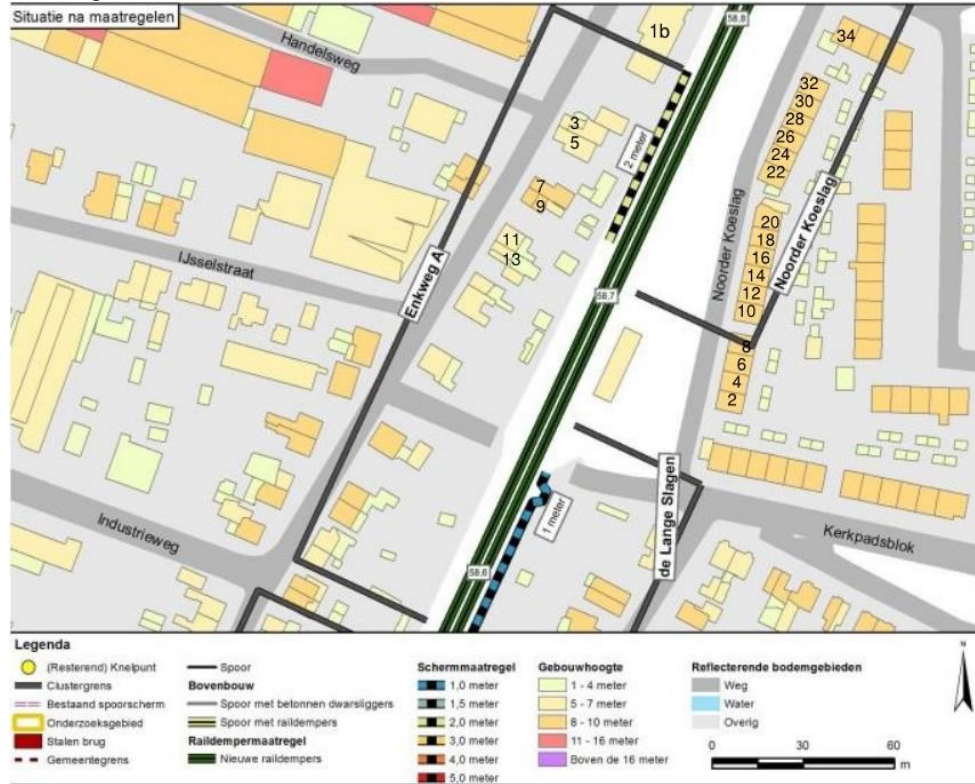 Situatie na maatregelen
Handelsweg
1b
58.8
34
32
30
28
26
24
22
3
5
2 meter
7
9
11
13
20
18
16
14
12
10
Noorder Koeslag
Noorder Koeslag
IJsselstraat
Enkweg A
58.7
8
6
4
2
1 meter
de Lange Slagen
Kerkpadsblok
Industrieweg
58.6
Legenda
(Resterend) Knelpunt
Clustergrens
Bestaand spoorscherm
Onderzoeksgebied
Stalen brug
Gemeentegrens
Spoor
Bovenbouw
Spoor met betonnen dwarsliggers
Spoor met raildempers
Raildempermaatregel
Nieuwe raildempers
Schermmaatregel
1,0 meter
1,5 meter
2,0 meter
3,0 meter
4,0 meter
5,0 meter
Gebouwhoogte
1 - 4 meter
5 - 7 meter
8 - 10 meter
11 - 16 meter
Boven de 16 meter
Reflecterende bodemgebieden
Weg
Water
Overig
N
0 30 60
m